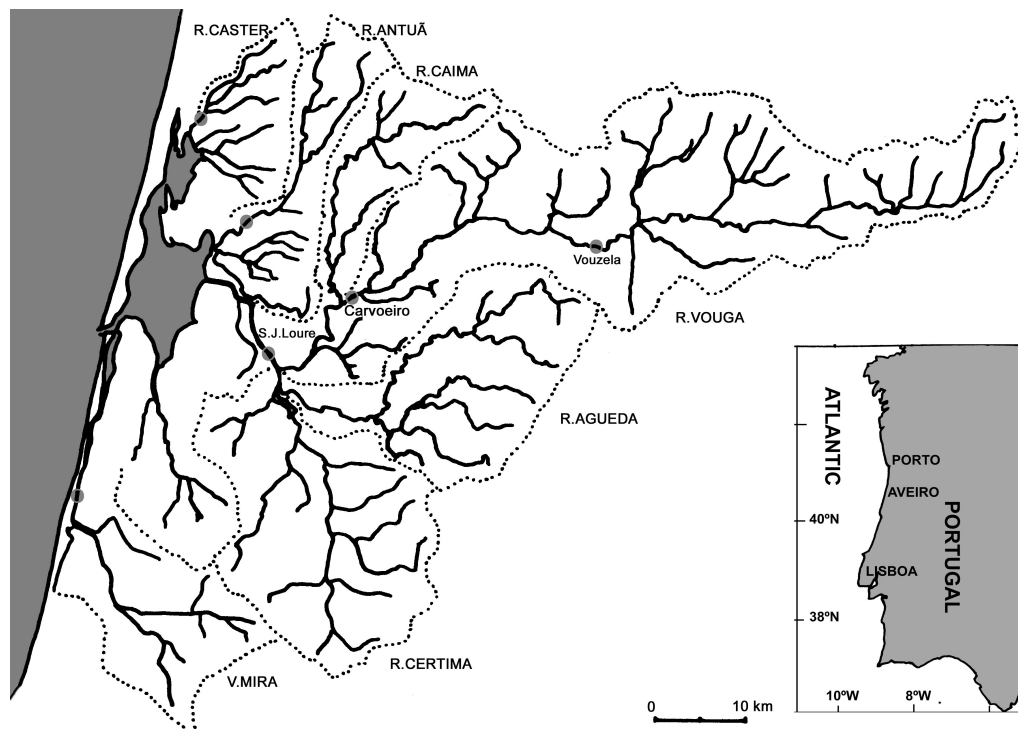 R.CASTER
R.ANTUÃ
R.CAIMA
Vouzela
Carvoeiro
R.VOUGA
S.J.Loure
R.AGUEDA
R.CERTIMA
V.MIRA
0 10 km
ATLANTIC
PORTO
AVEIRO
PORTUGAL
40ºN
LISBOA
38ºN
10ºW 8ºW